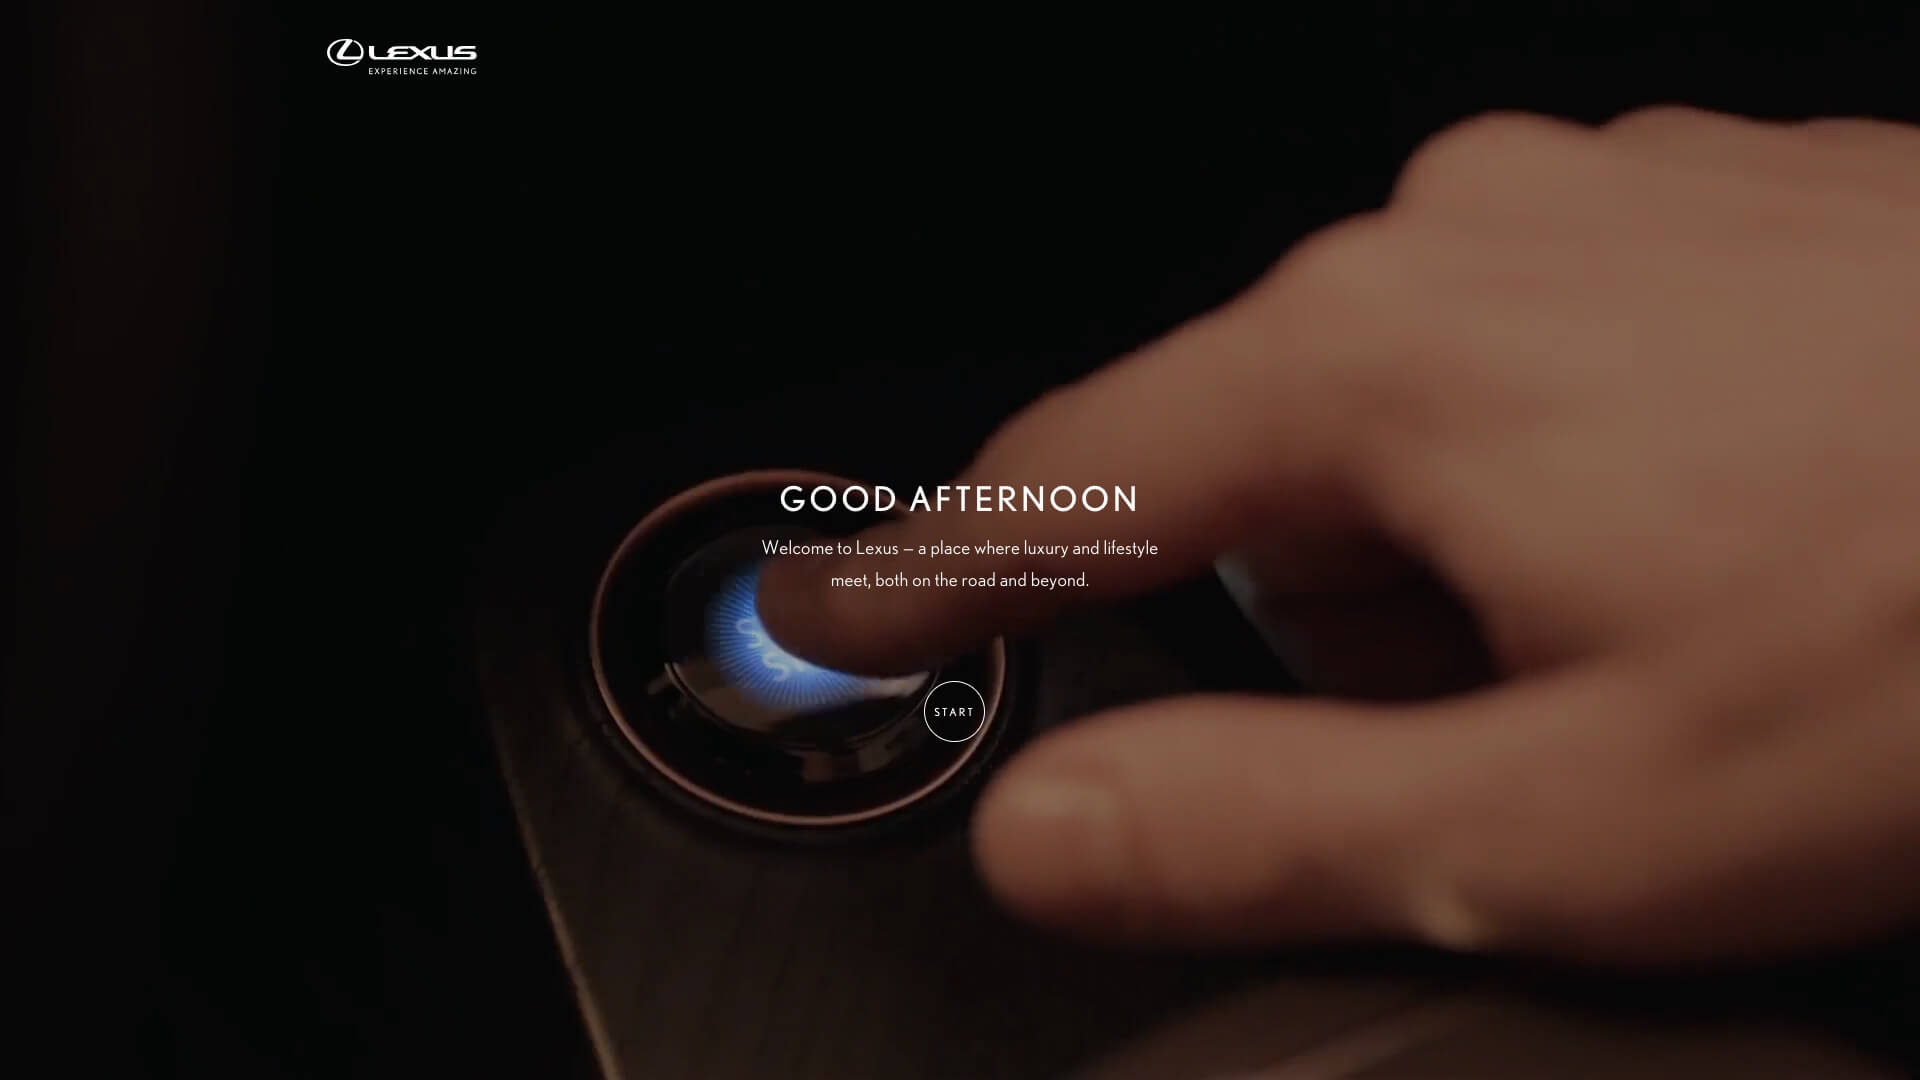 LEXUS
EXPERIENCE AMAZING
GOOD AFTERNOON
Welcome to Lexus – a place where luxury and lifestyle
meet, both on the road and beyond.
START